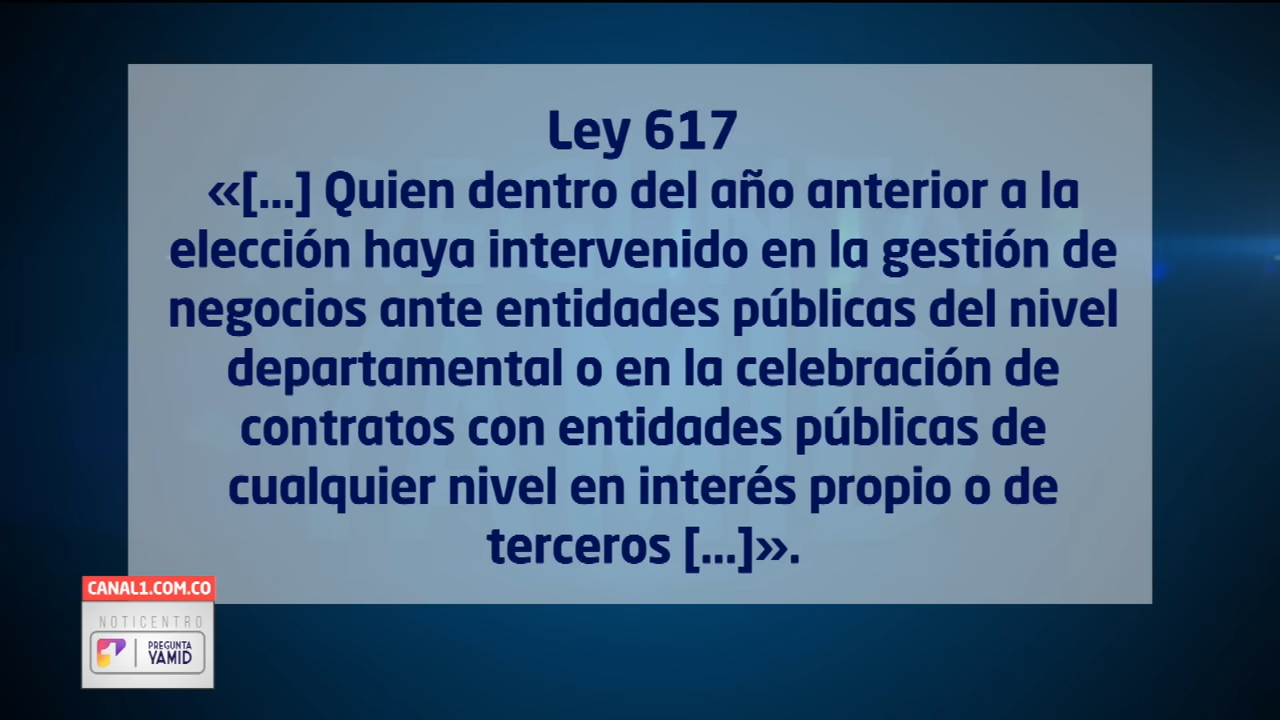 Ley 617
«[...] Quien dentro del año anterior a la
elección haya intervenido en la gestión de
negocios ante entidades públicas del nivel
departamental o en la celebración de
contratos con entidades públicas de
cualquier nivel en interés propio o de
terceros [...]».
CANAL1.COM.CO
NOTICENTRO
1
PREGUNTA
YAMID